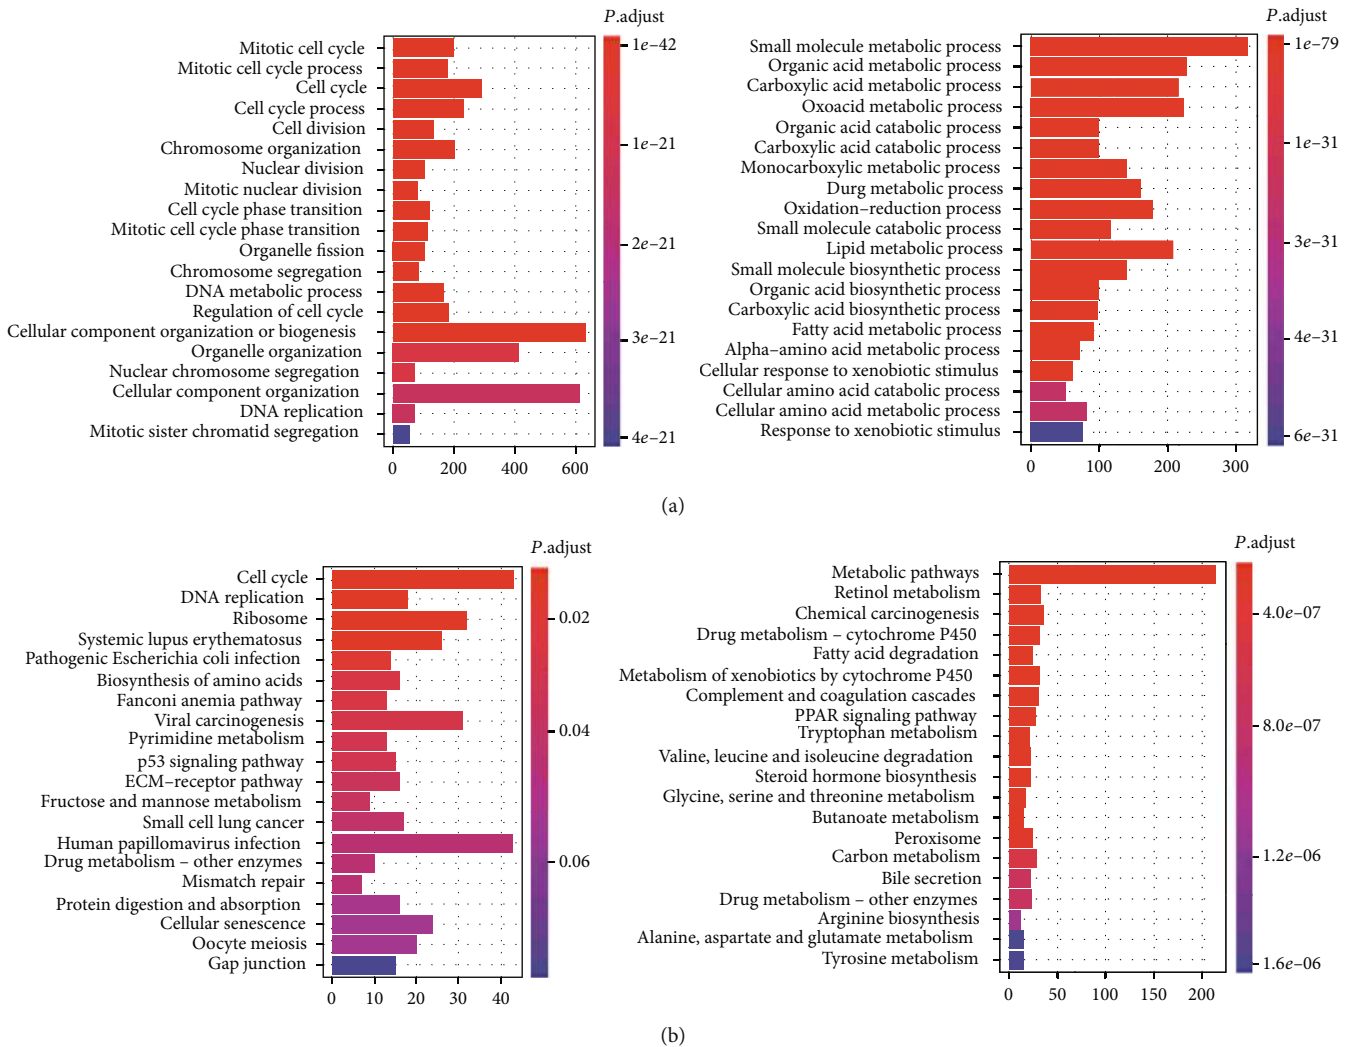 P.adjust
Mitotic cell cycle
Mitotic cell cycle process
Cell cycle
Cell cycle process
Cell division
Chromosome organization
Nuclear division
Mitotic nuclear division
Cell cycle phase transition
Mitotic cell cycle phase transition
Organelle fission
Chromosome segregation
DNA metabolic process
Regulation of cell cycle
Cellular component organization or biogenesis
Organelle organization
Nuclear chromosome segregation
Cellular component organization
DNA replication
Mitotic sister chromatid segregation
0 200 400 600
1e−42
1e−21
2e−21
3e−21
4e−21
P.adjust
Small molecule metabolic process
Organic acid metabolic process
Carboxylic acid metabolic process
Oxoacid metabolic process
Organic acid catabolic process
Carboxylic acid catabolic process
Monocarboxylic metabolic process
Durg metabolic process
Oxidation−reduction process
Small molecule catabolic process
Lipid metabolic process
Small molecule biosynthetic process
Organic acid biosynthetic process
Carboxylic acid biosynthetic process
Fatty acid metabolic process
Alpha−amino acid metabolic process
Cellular response to xenobiotic stimulus
Cellular amino acid catabolic process
Cellular amino acid metabolic process
Response to xenobiotic stimulus
0 100 200 300
1e−79
1e−31
3e−31
4e−31
6e−31
(a)
P.adjust
Cell cycle
DNA replication
Ribosome
Systemic lupus erythematosus
Pathogenic Escherichia coli infection
Biosynthesis of amino acids
Fanconi anemia pathway
Viral carcinogenesis
Pyrimidine metabolism
p53 signaling pathway
ECM−receptor pathway
Fructose and mannose metabolism
Small cell lung cancer
Human papillomavirus infection
Drug metabolism − other enzymes
Mismatch repair
Protein digestion and absorption
Cellular senescence
Oocyte meiosis
Gap junction
0 10 20 30 40
0.02
0.04
0.06
P.adjust
Metabolic pathways
Retinol metabolism
Chemical carcinogenesis
Drug metabolism − cytochrome P450
Fatty acid degradation
Metabolism of xenobiotics by cytochrome P450
Complement and coagulation cascades
PPAR signaling pathway
Tryptophan metabolism
Valine, leucine and isoleucine degradation
Steroid hormone biosynthesis
Glycine, serine and threonine metabolism
Butanoate metabolism
Peroxisome
Carbon metabolism
Bile secretion
Drug metabolism − other enzymes
Arginine biosynthesis
Alanine, aspartate and glutamate metabolism
Tyrosine metabolism
0 50 100 150 200
4.0e−07
8.0e−07
1.2e−06
1.6e−06
(b)